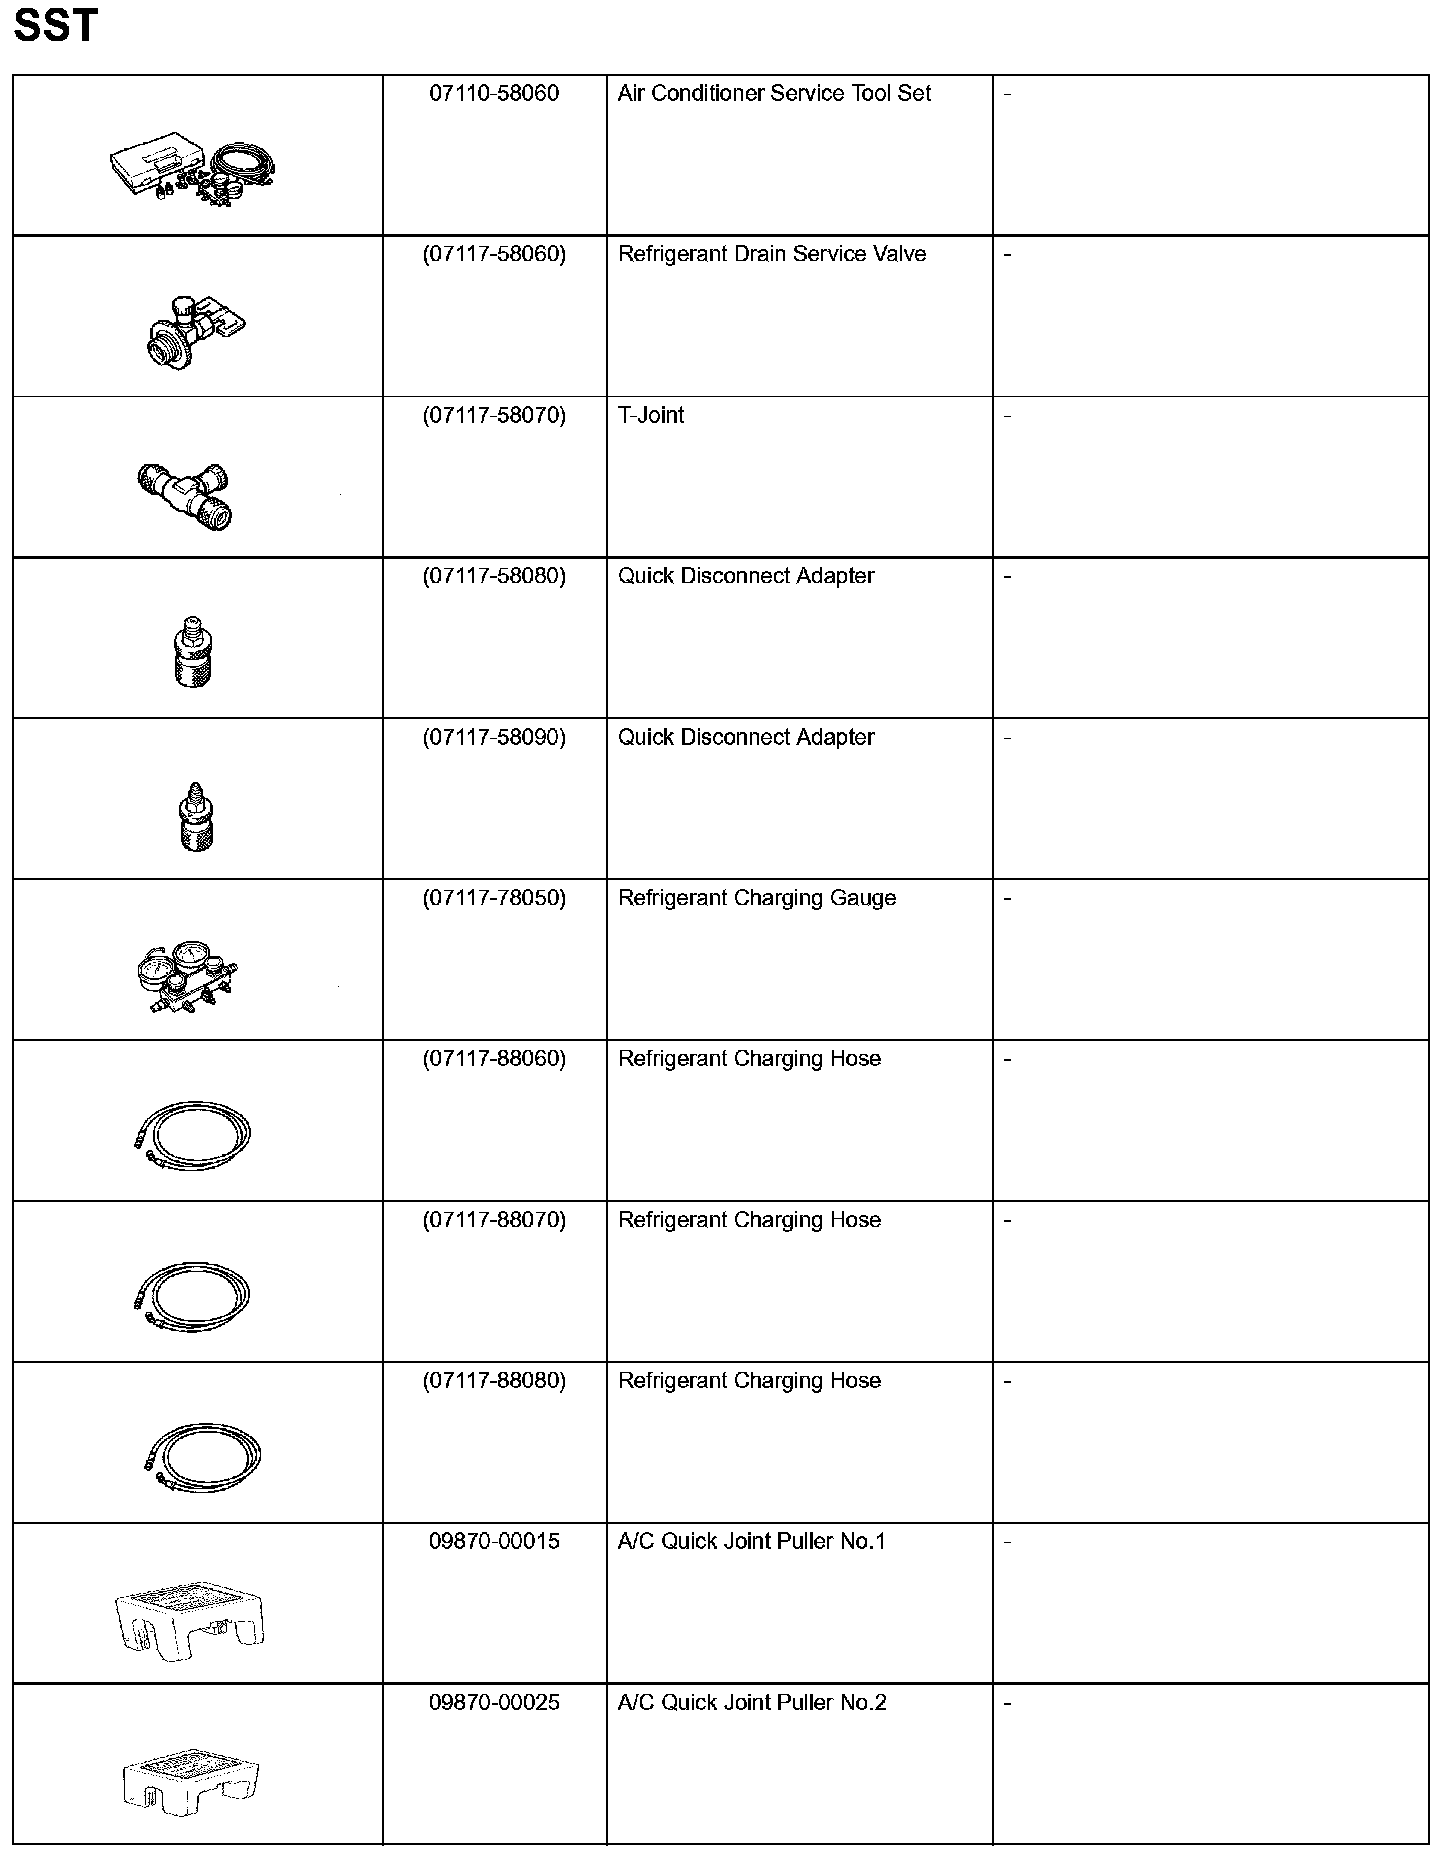 SST
07110-58060 Air Conditioner Service Tool Set -
(07117-58060) Refrigerant Drain Service Valve -
(07117-58070) T-Joint -
(07117-58080) Quick Disconnect Adapter -
(07117-58090) Quick Disconnect Adapter -
(07117-78050) Refrigerant Charging Gauge -
(07117-88060) Refrigerant Charging Hose -
(07117-88070) Refrigerant Charging Hose -
(07117-88080) Refrigerant Charging Hose -
09870-00015 A/C Quick Joint Puller No.1 -
09870-00025 A/C Quick Joint Puller No.2 -